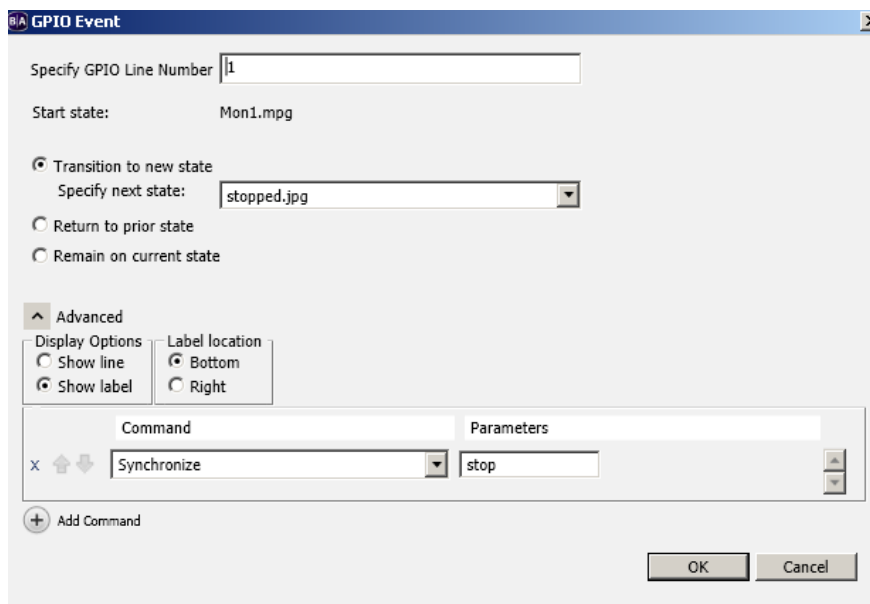 B|A GPIO Event
Specify GPIO Line Number 1
Start state: Mon1.mpg
Transition to new state
Specify next state: stopped.jpg
Return to prior state
Remain on current state
Advanced
Display Options Label location
Show line Bottom
Show label Right
Command Parameters
x Synchronize stop
Add Command
OK Cancel